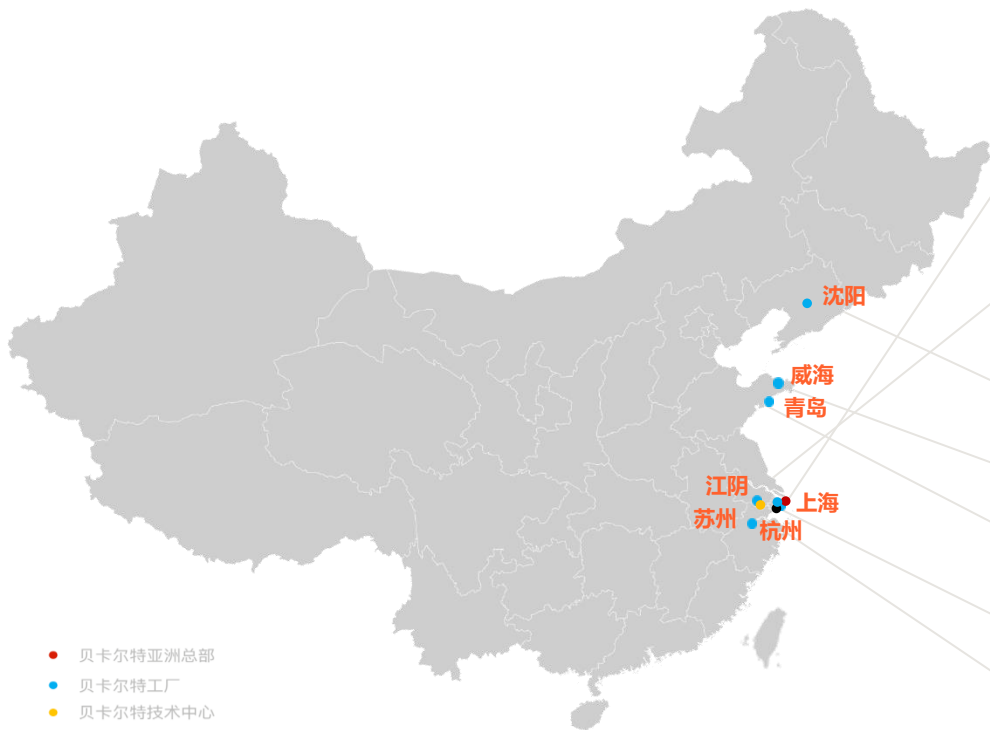 沈阳
威海
青岛
江阴
上海
苏州
杭州
贝卡尔特亚洲总部
贝卡尔特工厂
贝卡尔特技术中心